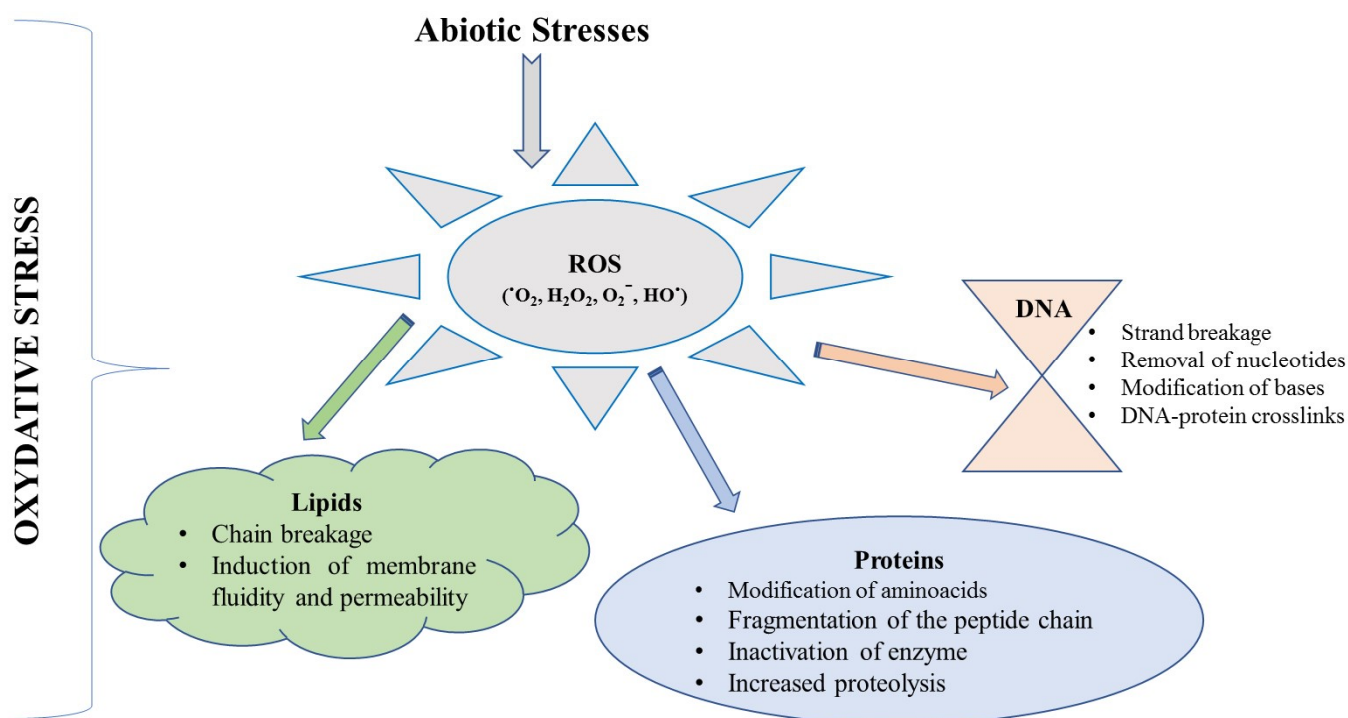 Abiotic Stresses
OXYDATIVE STRESS
ROS
(•O₂, H₂O₂, O₂⁻, HO•)
DNA
• Strand breakage
• Removal of nucleotides
• Modification of bases
• DNA-protein crosslinks
Lipids
• Chain breakage
• Induction of membrane
fluidity and permeability
Proteins
• Modification of aminoacids
• Fragmentation of the peptide chain
• Inactivation of enzyme
• Increased proteolysis